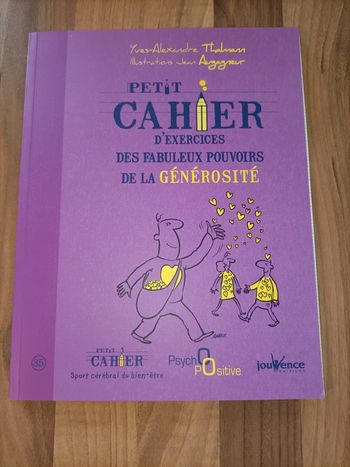 Yves-Alexandre Thalmann
Illustrations Jean Augagneur
PETIT
CAHIER
D'EXERCICES
DES FABULEUX POUVOIRS
DE LA GÉNÉROSITÉ
35
PETIT
CAHIER
Sport cérébral du bien-être
Psycho
POsitive
jouvence
EDITIONS